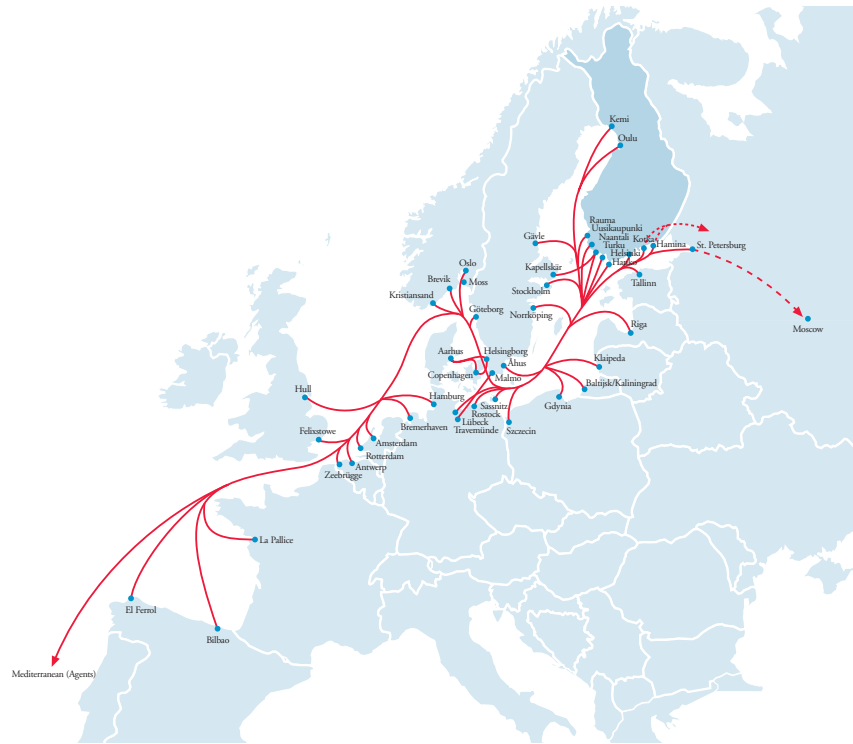 Kemi
Oulu
Rauma
Uusikaupunki
Naantali
Turku
Gävle
Kotka
Hamina
St. Petersburg
Helsinki
Hanko
Oslo
Kapellskär
Brevik
Moss
Tallinn
Stockholm
Kristiansand
Göteborg
Norrköping
Riga
Moscow
Aarhus
Helsingborg
Åhus
Klaipeda
Copenhagen
Malmö
Baltijsk/Kaliningrad
Hull
Hamburg
Sassnitz
Gdynia
Rostock
Bremerhaven
Lübeck
Felixstowe
Travemünde
Szczecin
Amsterdam
Rotterdam
Antwerp
Zeebrügge
La Pallice
El Ferrol
Bilbao
Mediterranean (Agents)